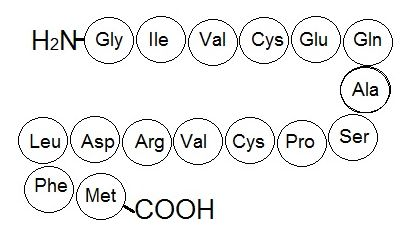 H2N Gly Ile Val Cys Glu Gln
Ala
Leu Asp Arg Val Cys Pro Ser
Phe Met COOH